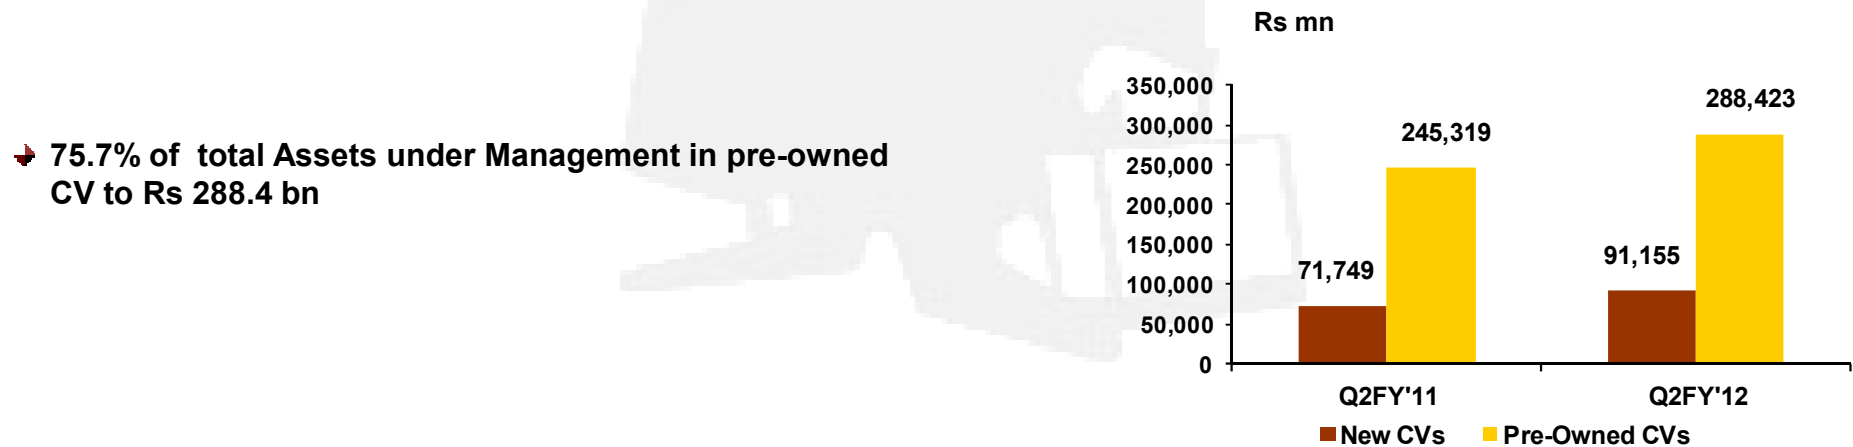 75.7% of total Assets under Management in pre-owned
CV to Rs 288.4 bn
Rs mn
350,000
300,000
250,000
200,000
150,000
100,000
50,000
0
71,749
245,319
91,155
288,423
Q2FY'11
Q2FY'12
New CVs
Pre-Owned CVs